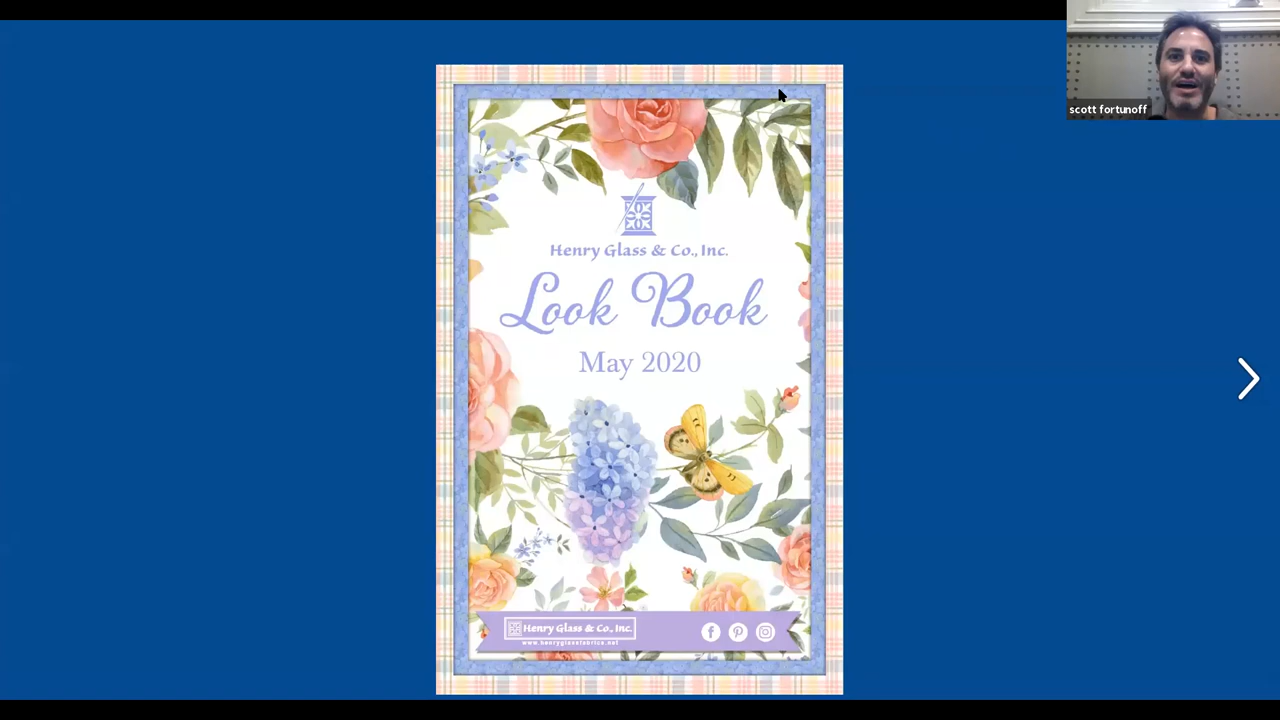 scott fortunoff
Henry Glass & Co., Inc.
Look Book
May 2020
Henry Glass & Co., Inc.
www.henryglassfabrics.net